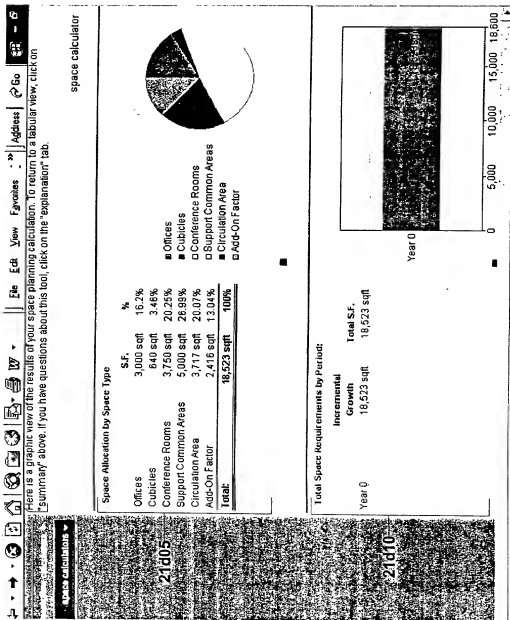 File Edit View Favorites » Address Go
Here is a graphic view of the results of your space planning calculation. To return to a tabular view, click on
"summary" above. If you have questions about this tool, click on the "explanation" tab.
space calculators
space calculator
Space Allocation by Space Type
S.F. %
Offices 3,000 sqft 16.2%
Cubicles 640 sqft 3.46%
Conference Rooms 3,750 sqft 20.25%
Support Common Areas 5,000 sqft 26.99%
Circulation Area 3,717 sqft 20.07%
Add-On Factor 2,416 sqft 13.04%
Total: 18,523 sqft 100%
Offices
Cubicles
Conference Rooms
Support Common Areas
Circulation Area
Add-On Factor
21d05
Total Space Requirements by Period:
Incremental
Growth Total S.F.
Year 0 18,523 sqft 18,523 sqft
21d10
Year 0
0 5,000 10,000 15,000 18,600